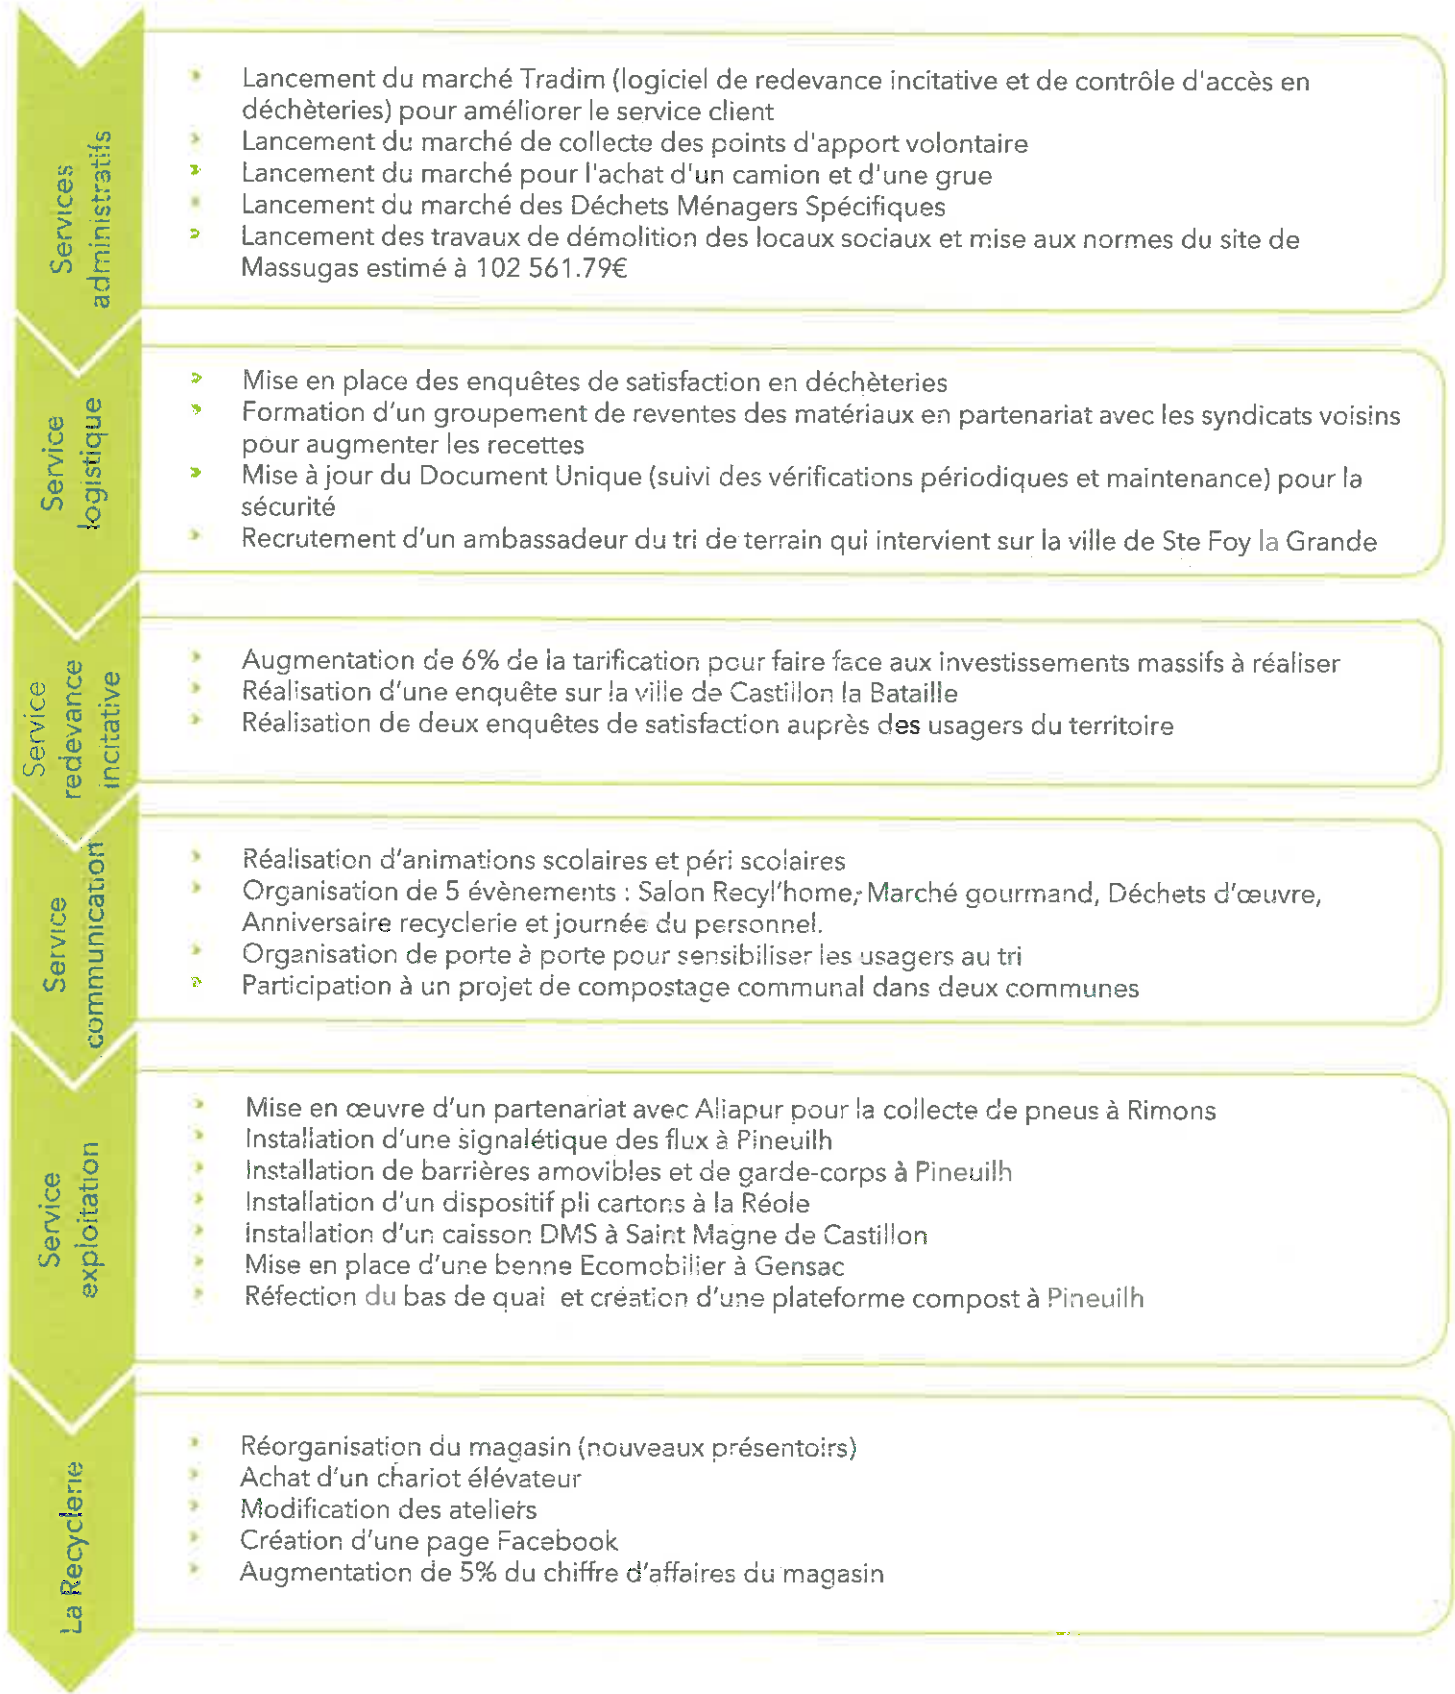 Services
administratifs
Lancement du marché Tradim (logiciel de redevance incitative et de contrôle d'accès en
déchèteries) pour améliorer le service client
Lancement du marché de collecte des points d'apport volontaire
Lancement du marché pour l'achat d'un camion et d'une grue
Lancement du marché des Déchets Ménagers Spécifiques
Lancement des travaux de démolition des locaux sociaux et mise aux normes du site de
Massugas estimé à 102 561.79€
Service
logistique
Mise en place des enquêtes de satisfaction en déchèteries
Formation d'un groupement de reventes des matériaux en partenariat avec les syndicats voisins
pour augmenter les recettes
Mise à jour du Document Unique (suivi des vérifications périodiques et maintenance) pour la
sécurité
Recrutement d'un ambassadeur du tri de terrain qui intervient sur la ville de Ste Foy la Grande
Service
redevance
incitative
Augmentation de 6% de la tarification pour faire face aux investissements massifs à réaliser
Réalisation d'une enquête sur la ville de Castillon la Bataille
Réalisation de deux enquêtes de satisfaction auprès des usagers du territoire
Service
communication
Réalisation d'animations scolaires et péri scolaires
Organisation de 5 évènements : Salon Recyl'home, Marché gourmand, Déchets d'œuvre,
Anniversaire recyclerie et journée du personnel.
Organisation de porte à porte pour sensibiliser les usagers au tri
Participation à un projet de compostage communal dans deux communes
Service
exploitation
Mise en œuvre d'un partenariat avec Aliapur pour la collecte de pneus à Rimons
Installation d'une signalétique des flux à Pineuilh
Installation de barrières amovibles et de garde-corps à Pineuilh
Installation d'un dispositif pli cartons à la Réole
Installation d'un caisson DMS à Saint Magne de Castillon
Mise en place d'une benne Ecomobilier à Gensac
Réfection du bas de quai et création d'une plateforme compost à Pineuilh
La Recyclerie
Réorganisation du magasin (nouveaux présentoirs)
Achat d'un chariot élévateur
Modification des ateliers
Création d'une page Facebook
Augmentation de 5% du chiffre d'affaires du magasin